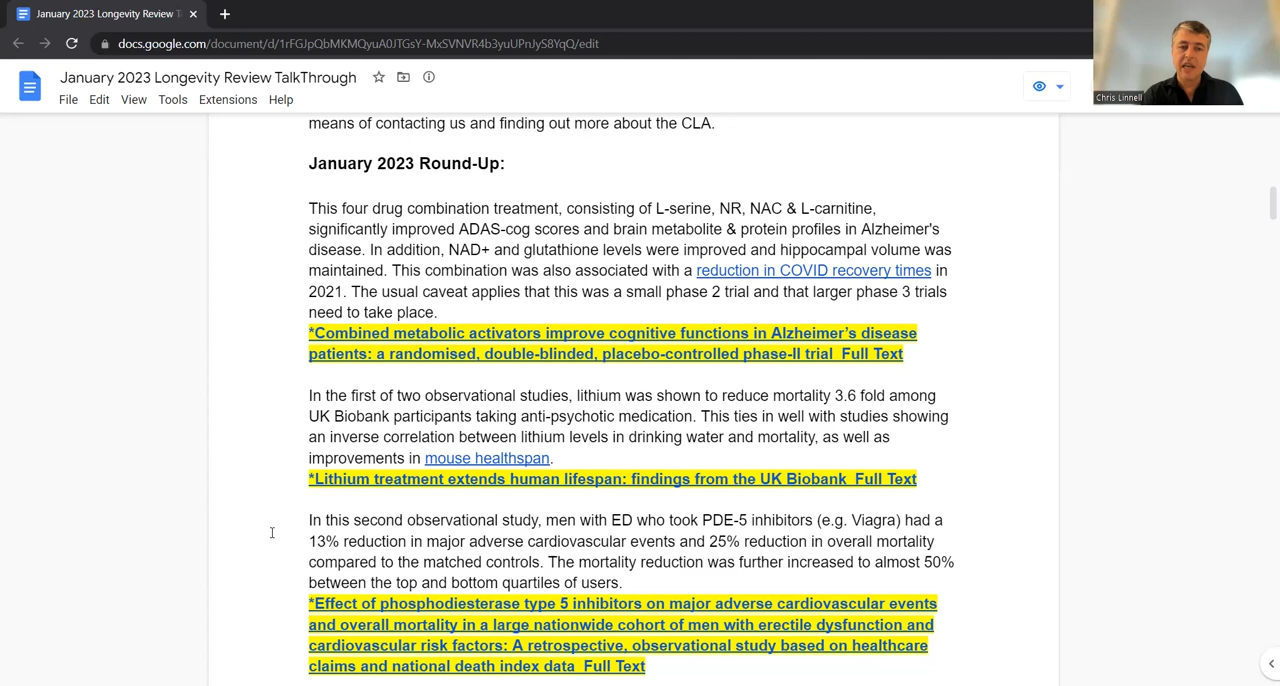 January 2023 Longevity Review T
docs.google.com/document/d/1rFGJpQbMKMQyuA0JTGsY-MxSVNVR4b3yuUPnJyS8YqQ/edit
January 2023 Longevity Review TalkThrough
File Edit View Tools Extensions Help
Chris Linnell
means of contacting us and finding out more about the CLA.
January 2023 Round-Up:
This four drug combination treatment, consisting of L-serine, NR, NAC & L-carnitine,
significantly improved ADAS-cog scores and brain metabolite & protein profiles in Alzheimer's
disease. In addition, NAD+ and glutathione levels were improved and hippocampal volume was
maintained. This combination was also associated with a reduction in COVID recovery times in
2021. The usual caveat applies that this was a small phase 2 trial and that larger phase 3 trials
need to take place.
*Combined metabolic activators improve cognitive functions in Alzheimer's disease
patients: a randomised, double-blinded, placebo-controlled phase-II trial Full Text
In the first of two observational studies, lithium was shown to reduce mortality 3.6 fold among
UK Biobank participants taking anti-psychotic medication. This ties in well with studies showing
an inverse correlation between lithium levels in drinking water and mortality, as well as
improvements in mouse healthspan.
*Lithium treatment extends human lifespan: findings from the UK Biobank Full Text
In this second observational study, men with ED who took PDE-5 inhibitors (e.g. Viagra) had a
13% reduction in major adverse cardiovascular events and 25% reduction in overall mortality
compared to the matched controls. The mortality reduction was further increased to almost 50%
between the top and bottom quartiles of users.
*Effect of phosphodiesterase type 5 inhibitors on major adverse cardiovascular events
and overall mortality in a large nationwide cohort of men with erectile dysfunction and
cardiovascular risk factors: A retrospective, observational study based on healthcare
claims and national death index data Full Text